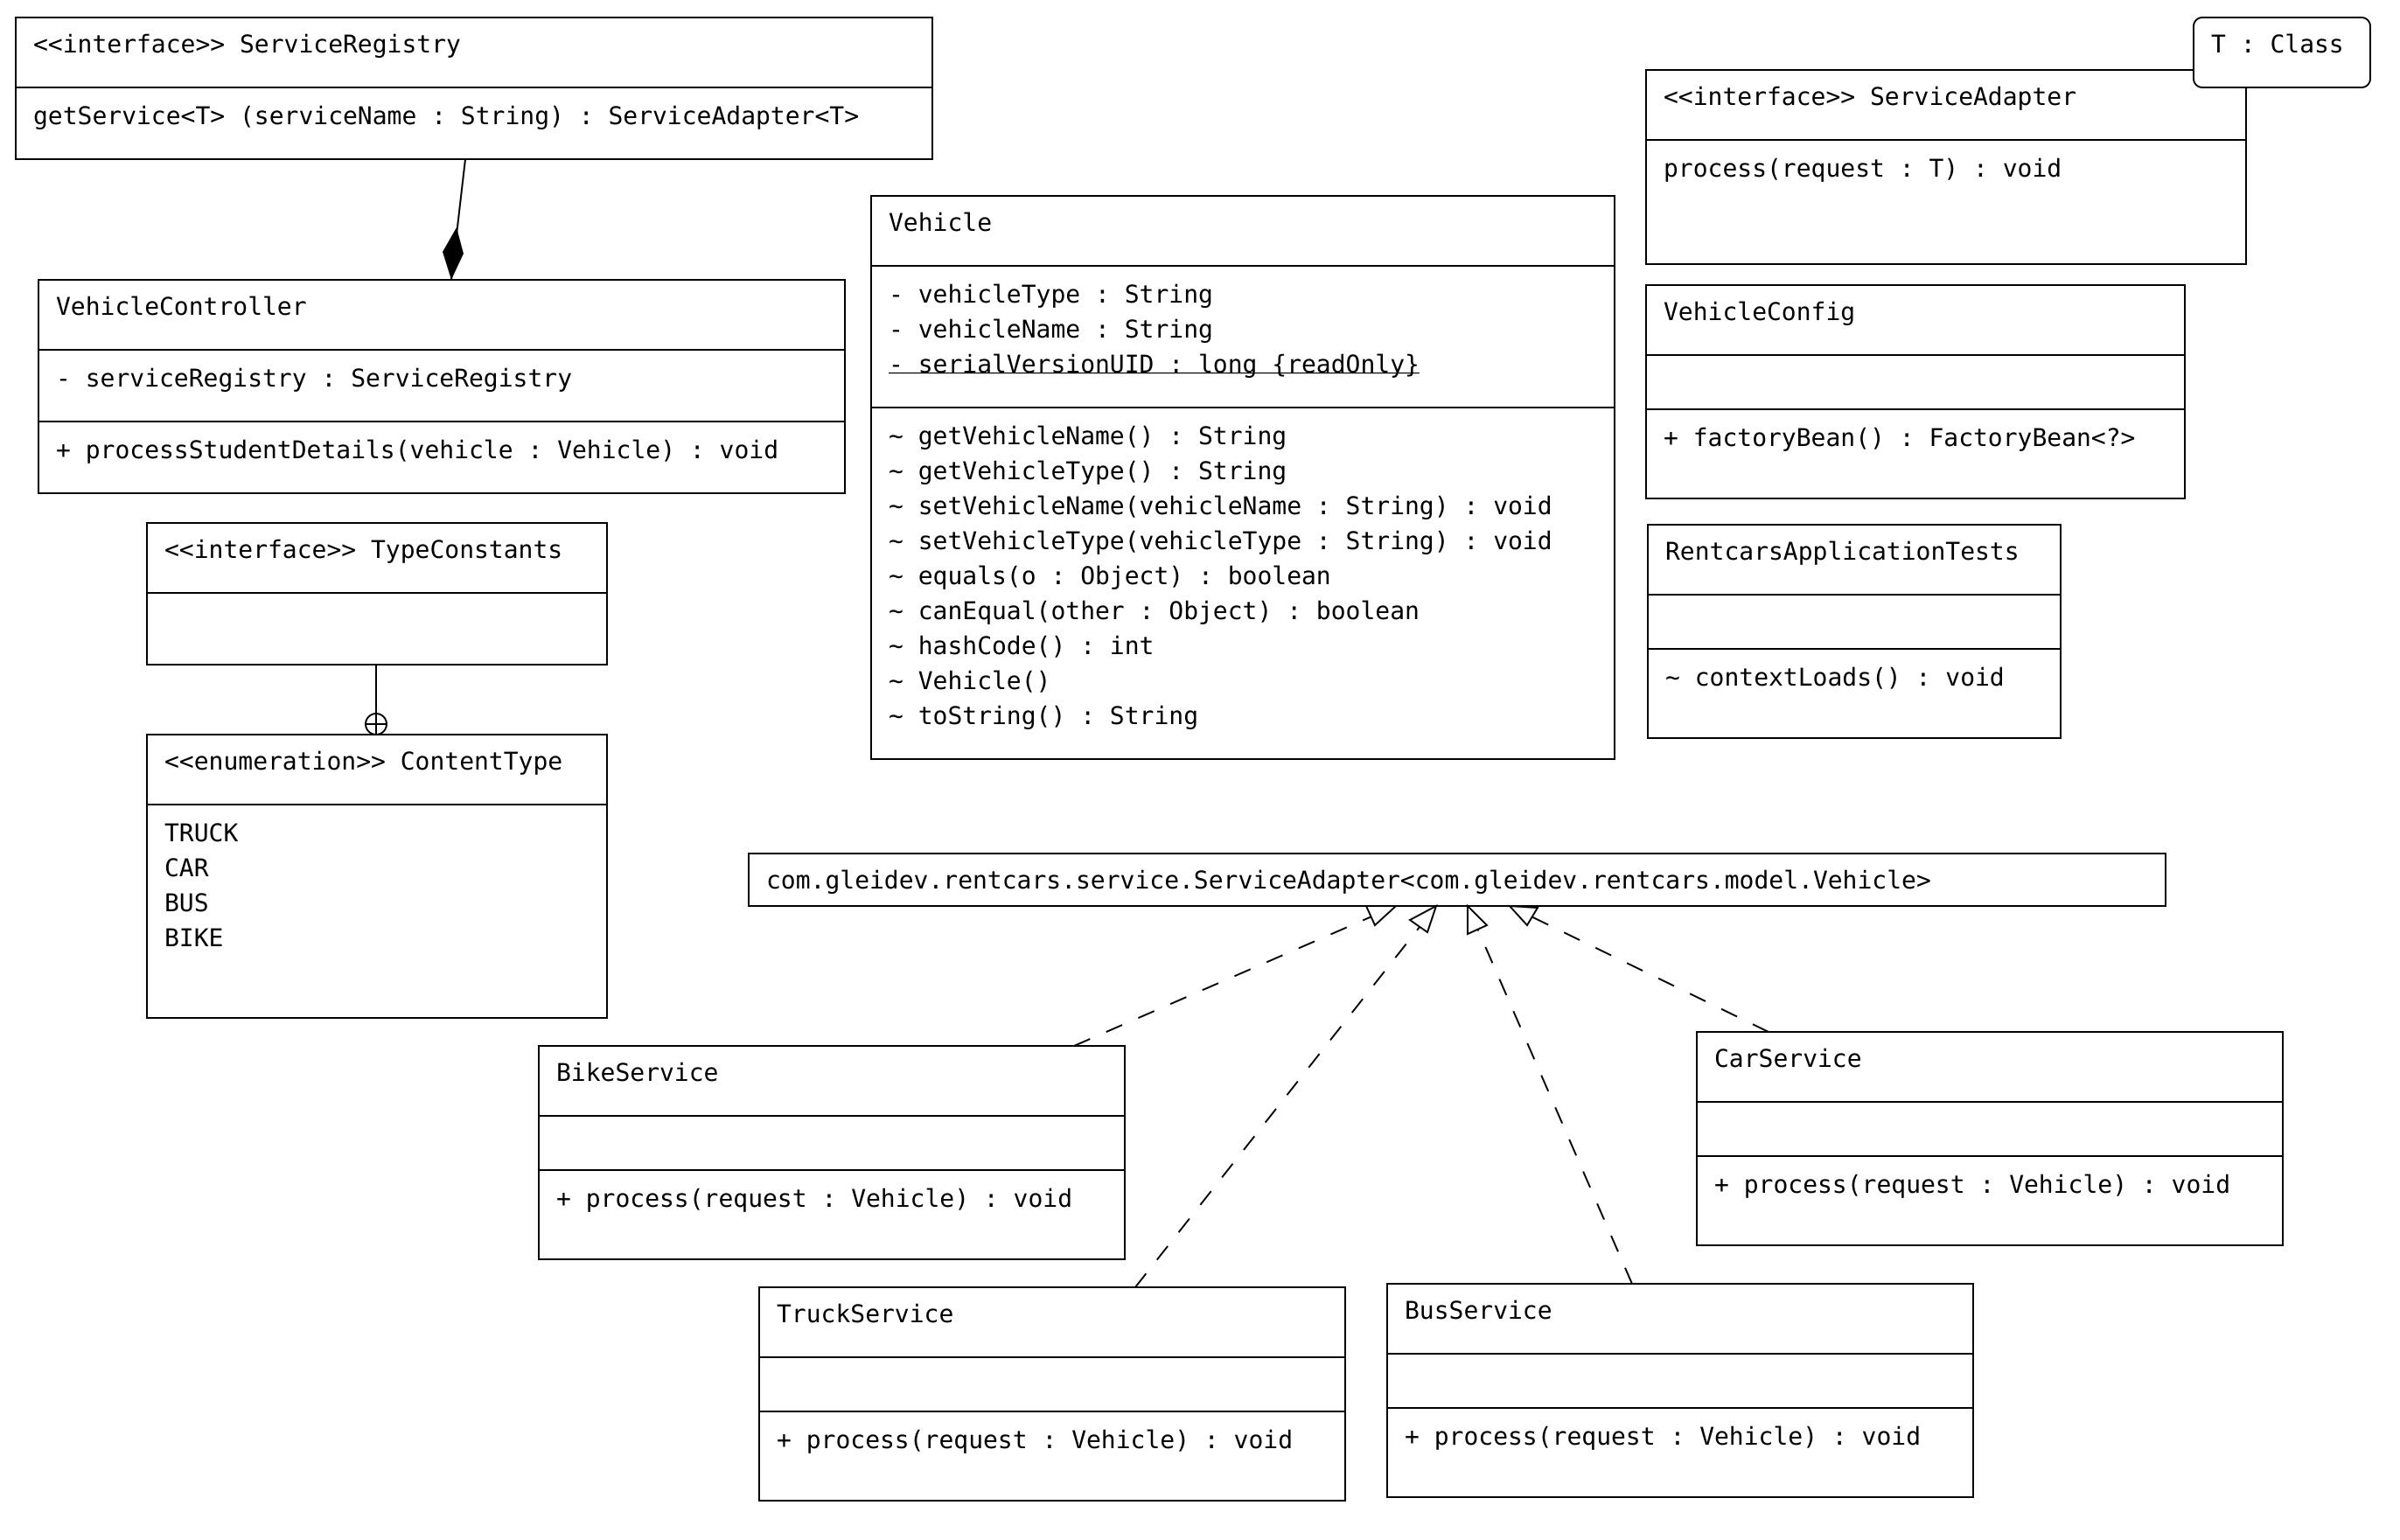 <<interface>> ServiceRegistry
getService<T> (serviceName : String) : ServiceAdapter<T>
T : Class
<<interface>> ServiceAdapter
process(request : T) : void
Vehicle
- vehicleType : String
- vehicleName : String
- serialVersionUID : long {readOnly}
~ getVehicleName() : String
~ getVehicleType() : String
~ setVehicleName(vehicleName : String) : void
~ setVehicleType(vehicleType : String) : void
~ equals(o : Object) : boolean
~ canEqual(other : Object) : boolean
~ hashCode() : int
~ Vehicle()
~ toString() : String
VehicleController
- serviceRegistry : ServiceRegistry
+ processStudentDetails(vehicle : Vehicle) : void
VehicleConfig
+ factoryBean() : FactoryBean<?>
<<interface>> TypeConstants
RentcarsApplicationTests
~ contextLoads() : void
<<enumeration>> ContentType
TRUCK
CAR
BUS
BIKE
com.gleidev.rentcars.service.ServiceAdapter<com.gleidev.rentcars.model.Vehicle>
BikeService
+ process(request : Vehicle) : void
CarService
+ process(request : Vehicle) : void
TruckService
+ process(request : Vehicle) : void
BusService
+ process(request : Vehicle) : void